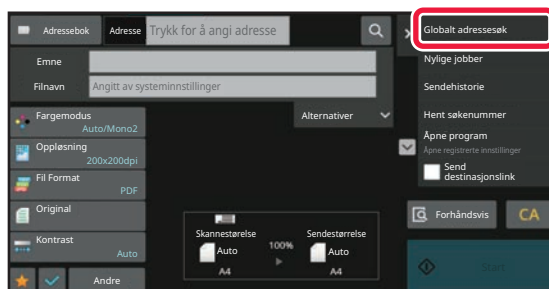 Adressebok
Adresse
Trykk for å angi adresse
Emne
Filnavn
Angitt av systeminnstillinger
Fargemodus
Auto/Mono2
Oppløsning
200x200dpi
Fil Format
PDF
Original
Kontrast
Auto
Andre
Alternativer
Skannestørelse
Auto
A4
100%
Sendestørrelse
Auto
A4
Globalt adressesøk
Nylige jobber
Sendehistorie
Hent søkenummer
Åpne program
Åpne registrerte innstillinger
Send
destinasjonslink
Forhåndsvis
CA
Start